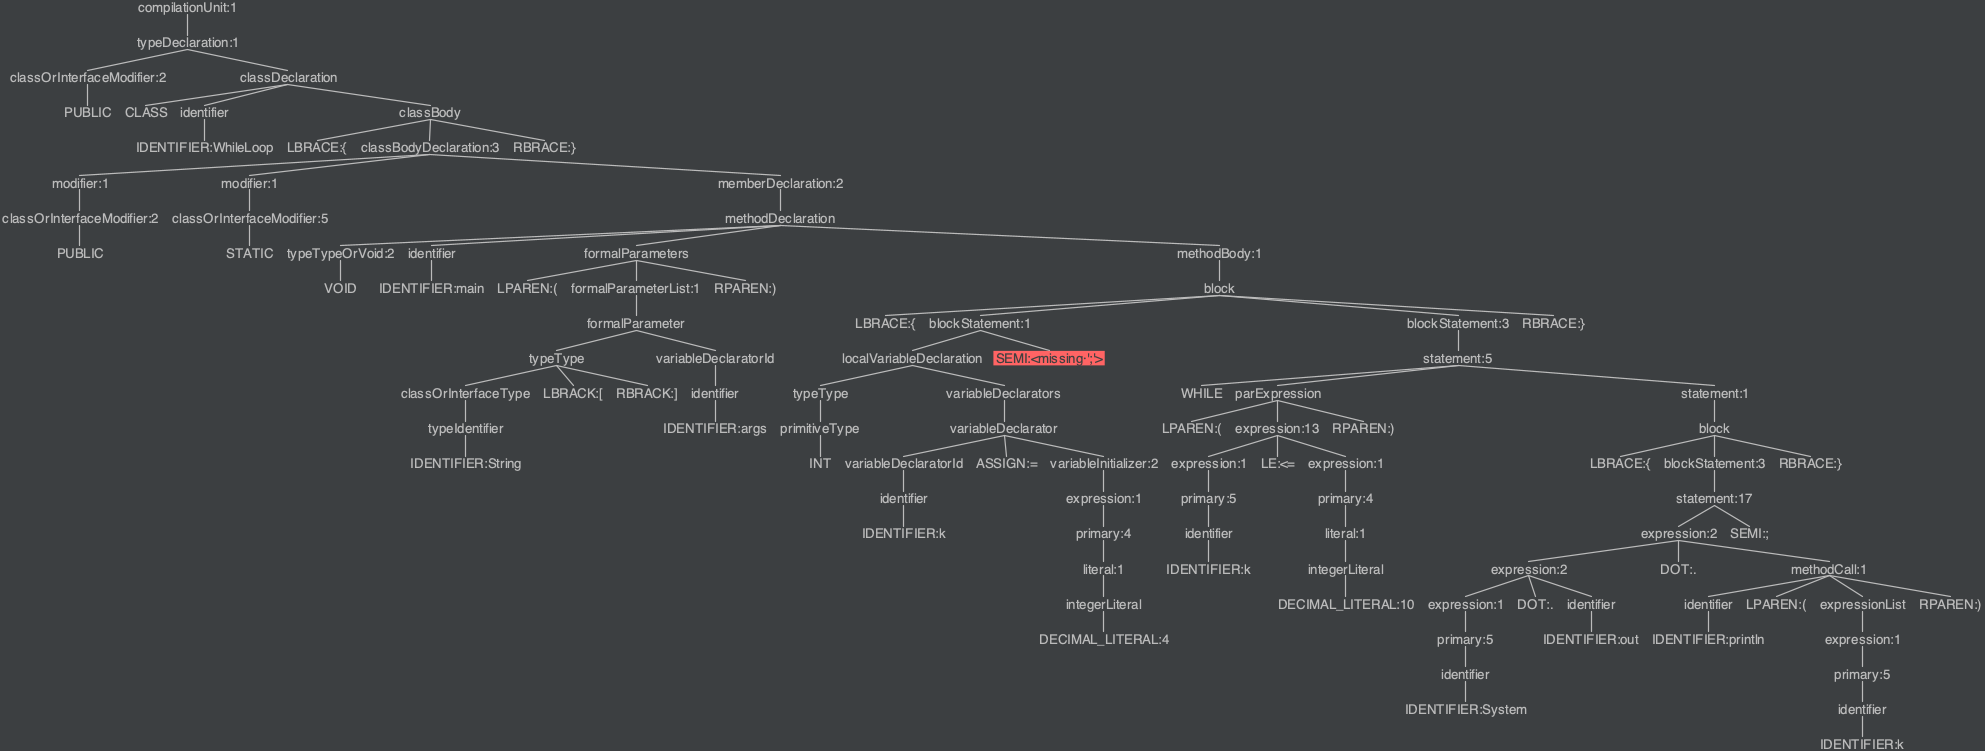 compilationUnit:1
typeDeclaration:1
classOrInterfaceModifier:2 classDeclaration
PUBLIC CLASS identifier classBody
IDENTIFIER:WhileLoop LBRACE:{ classBodyDeclaration:3 RBRACE:}
modifier:1 modifier:1 memberDeclaration:2
classOrInterfaceModifier:2 classOrInterfaceModifier:5 methodDeclaration
PUBLIC STATIC typeTypeOrVoid:2 identifier formalParameters methodBody:1
VOID IDENTIFIER:main LPAREN:( formalParameterList:1 RPAREN:) block
formalParameter LBRACE:{ blockStatement:1 blockStatement:3 RBRACE:}
typeType variableDeclaratorId localVariableDeclaration SEMI:<missing·';'> statement:5
classOrInterfaceType LBRACK:[ RBRACK:] identifier typeType variableDeclarators WHILE parExpression statement:1
typeIdentifier IDENTIFIER:args primitiveType variableDeclarator LPAREN:( expression:13 RPAREN:) block
IDENTIFIER:String INT variableDeclaratorId ASSIGN:= variableInitializer:2 expression:1 LE:<= expression:1 LBRACE:{ blockStatement:3 RBRACE:}
identifier expression:1 primary:5 primary:4 statement:17
IDENTIFIER:k primary:4 identifier literal:1 expression:2 SEMI:;
literal:1 IDENTIFIER:k integerLiteral expression:2 DOT:. methodCall:1
integerLiteral DECIMAL_LITERAL:10 expression:1 DOT:. identifier identifier LPAREN:( expressionList RPAREN:)
DECIMAL_LITERAL:4 primary:5 IDENTIFIER:out IDENTIFIER:println expression:1
identifier primary:5
IDENTIFIER:System identifier
IDENTIFIER:k